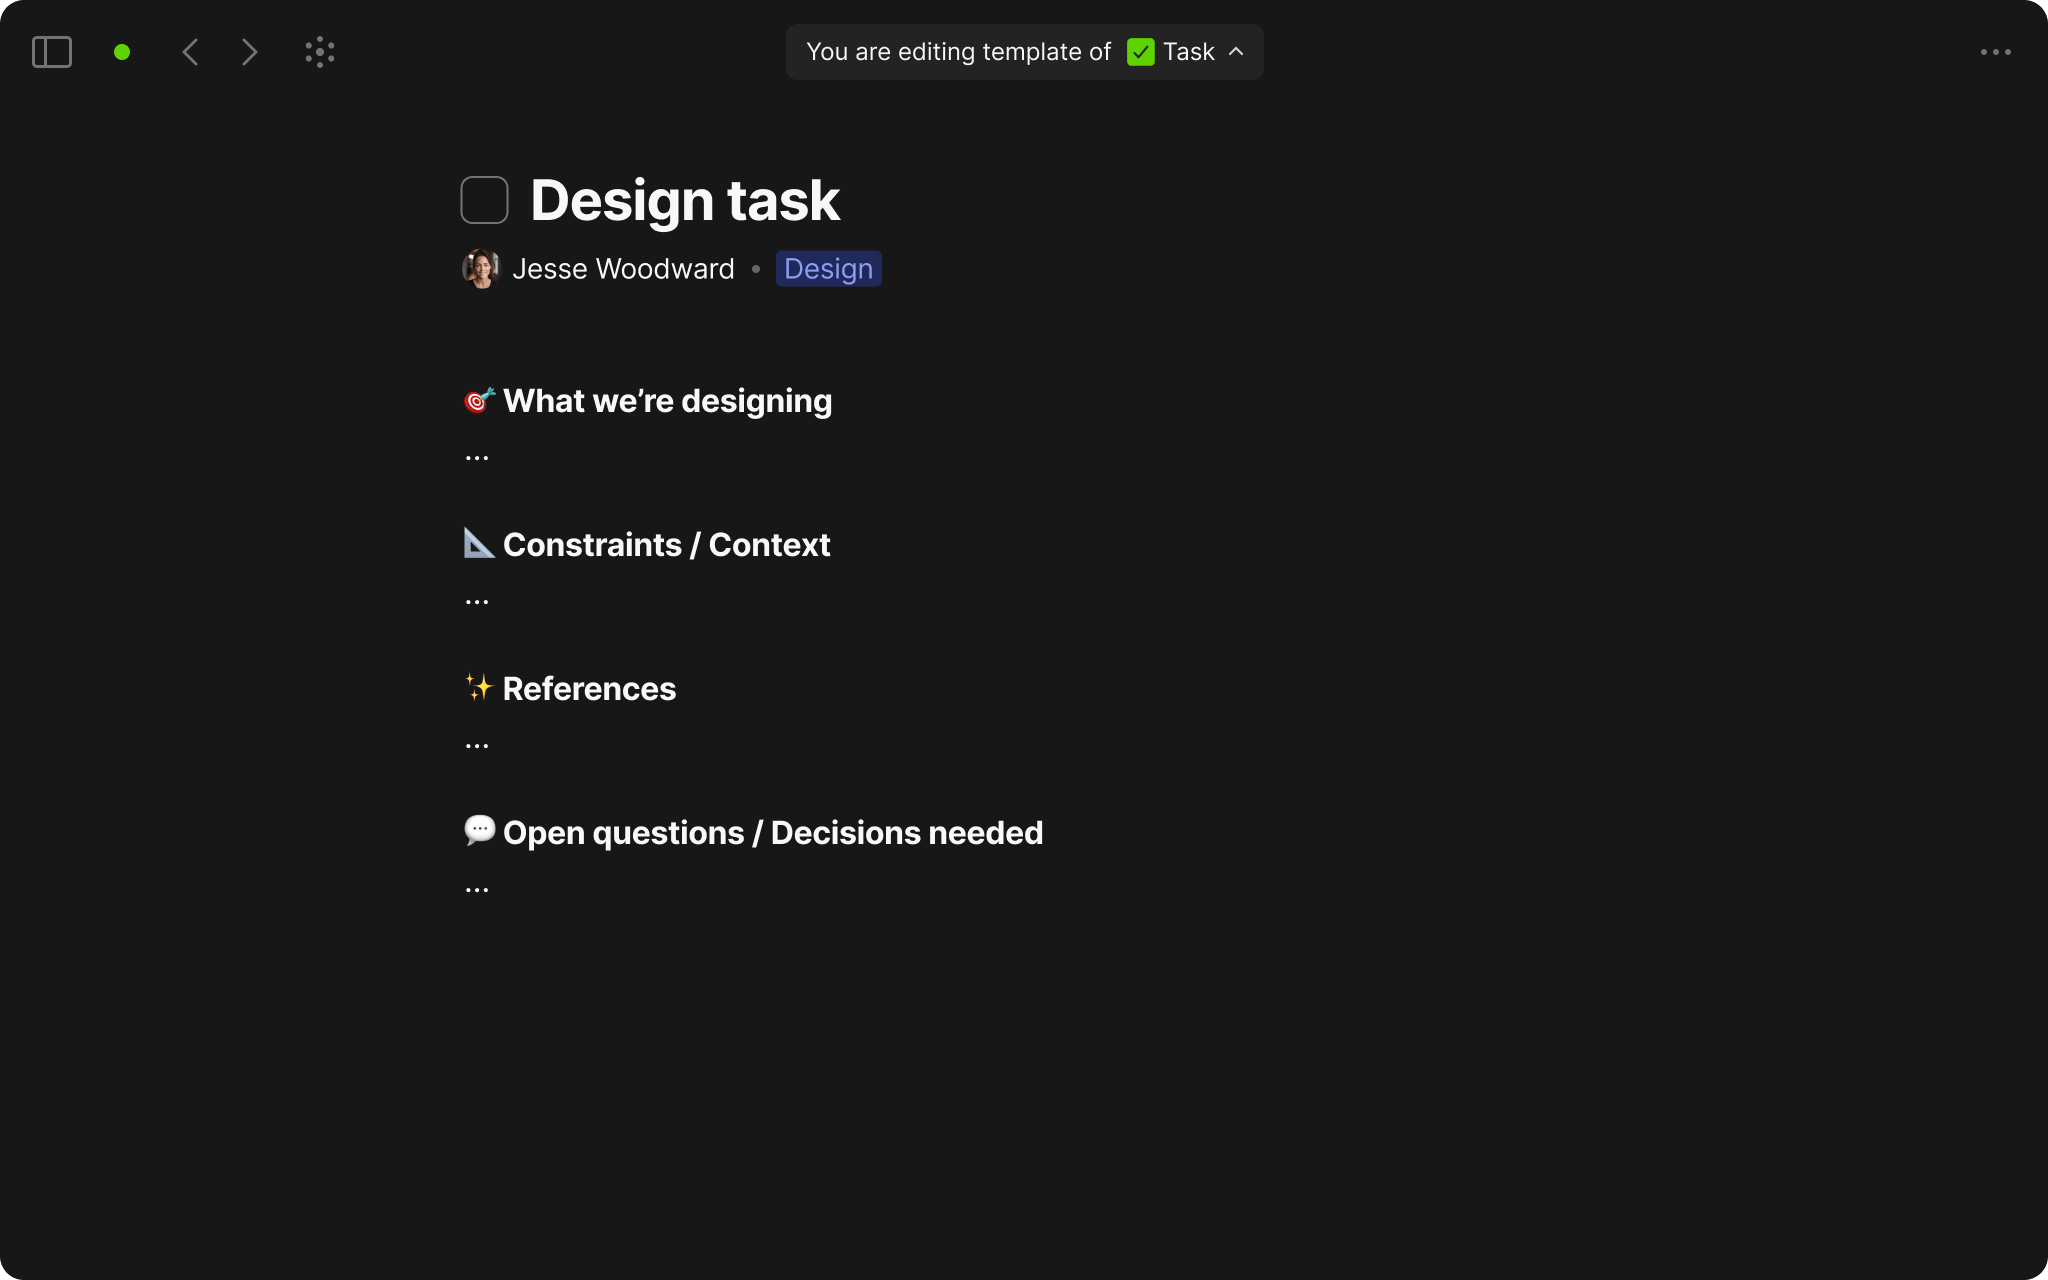 You are editing template of ✅ Task
Design task
Jesse Woodward • Design
🎯 What we’re designing
...
📐 Constraints / Context
...
✨ References
...
💬 Open questions / Decisions needed
...